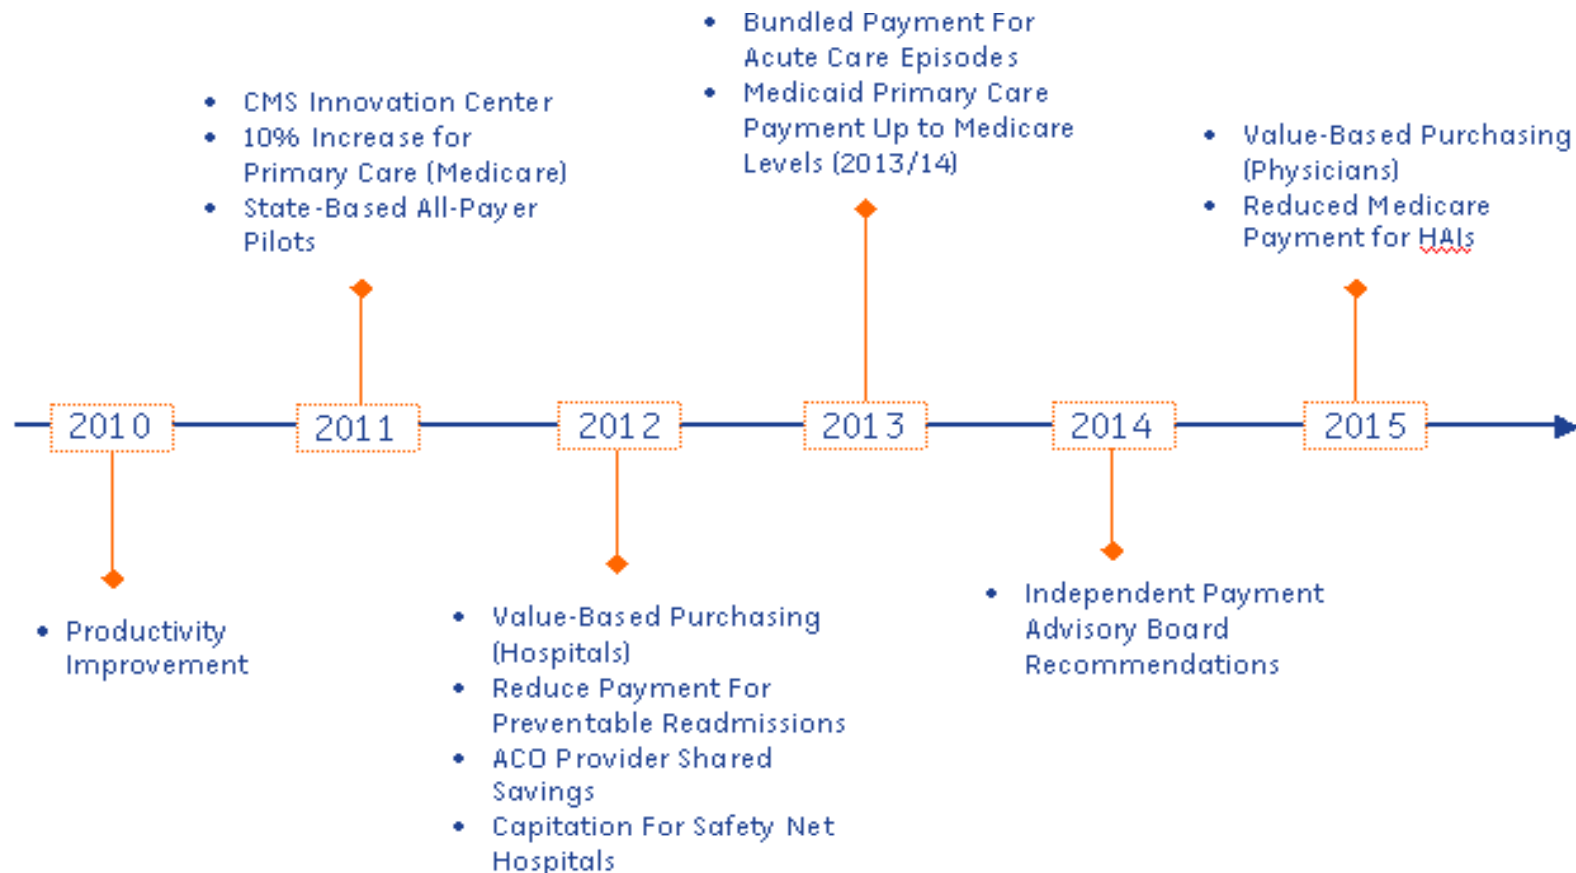 • Bundled Payment For
Acute Care Episodes
• Medicaid Primary Care
Payment Up to Medicare
Levels (2013/14)
• CMS Innovation Center
• 10% Increase for
Primary Care (Medicare)
• State-Based All-Payer
Pilots
• Value-Based Purchasing
(Physicians)
• Reduced Medicare
Payment for HAIs
2010
2011
2012
2013
2014
2015
• Productivity
Improvement
• Value-Based Purchasing
(Hospitals)
• Reduce Payment For
Preventable Readmissions
• ACO Provider Shared
Savings
• Capitation For Safety Net
Hospitals
• Independent Payment
Advisory Board
Recommendations